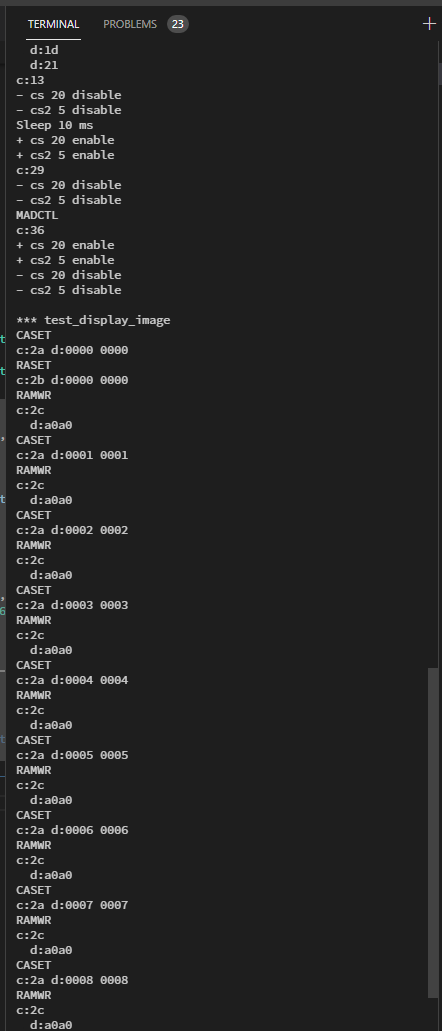 TERMINAL PROBLEMS 23
d:1d
d:21
c:13
- cs 20 disable
- cs2 5 disable
Sleep 10 ms
+ cs 20 enable
+ cs2 5 enable
c:29
- cs 20 disable
- cs2 5 disable
MADCTL
c:36
+ cs 20 enable
+ cs2 5 enable
- cs 20 disable
- cs2 5 disable
*** test_display_image
CASET
c:2a d:0000 0000
RASET
c:2b d:0000 0000
RAMWR
c:2c
d:a0a0
CASET
c:2a d:0001 0001
RAMWR
c:2c
d:a0a0
CASET
c:2a d:0002 0002
RAMWR
c:2c
d:a0a0
CASET
c:2a d:0003 0003
RAMWR
c:2c
d:a0a0
CASET
c:2a d:0004 0004
RAMWR
c:2c
d:a0a0
CASET
c:2a d:0005 0005
RAMWR
c:2c
d:a0a0
CASET
c:2a d:0006 0006
RAMWR
c:2c
d:a0a0
CASET
c:2a d:0007 0007
RAMWR
c:2c
d:a0a0
CASET
c:2a d:0008 0008
RAMWR
c:2c
d:a0a0